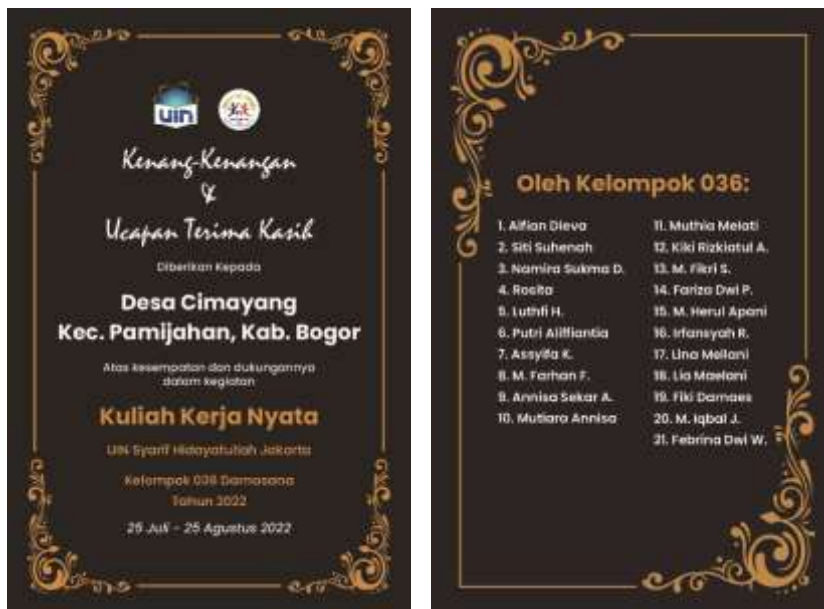 uin
Kenang-Kenangan
&
Ucapan Terima Kasih
Diberikan Kepada
Desa Cimayang
Kec. Pamijahan, Kab. Bogor
Atas kesempatan dan dukungannya
dalam kegiatan
Kuliah Kerja Nyata
UIN Syarif Hidayatullah Jakarta
Kelompok 036 Damasana
Tahun 2022
25 Juli - 25 Agustus 2022
Oleh Kelompok 036:
1. Alfian Dieva
2. Siti Suhenah
3. Namira Sukma D.
4. Rosita
5. Luthfi H.
6. Putri Aliffiantia
7. Assyifa K.
8. M. Farhan F.
9. Annisa Sekar A.
10. Mutiara Annisa
11. Muthia Melati
12. Kiki Rizkiatul A.
13. M. Fikri S.
14. Fariza Dwi P.
15. M. Herul Apani
16. Irfansyah R.
17. Lina Meliani
18. Lia Maelani
19. Fiki Darnaes
20. M. Iqbal J.
21. Febrina Dwi W.